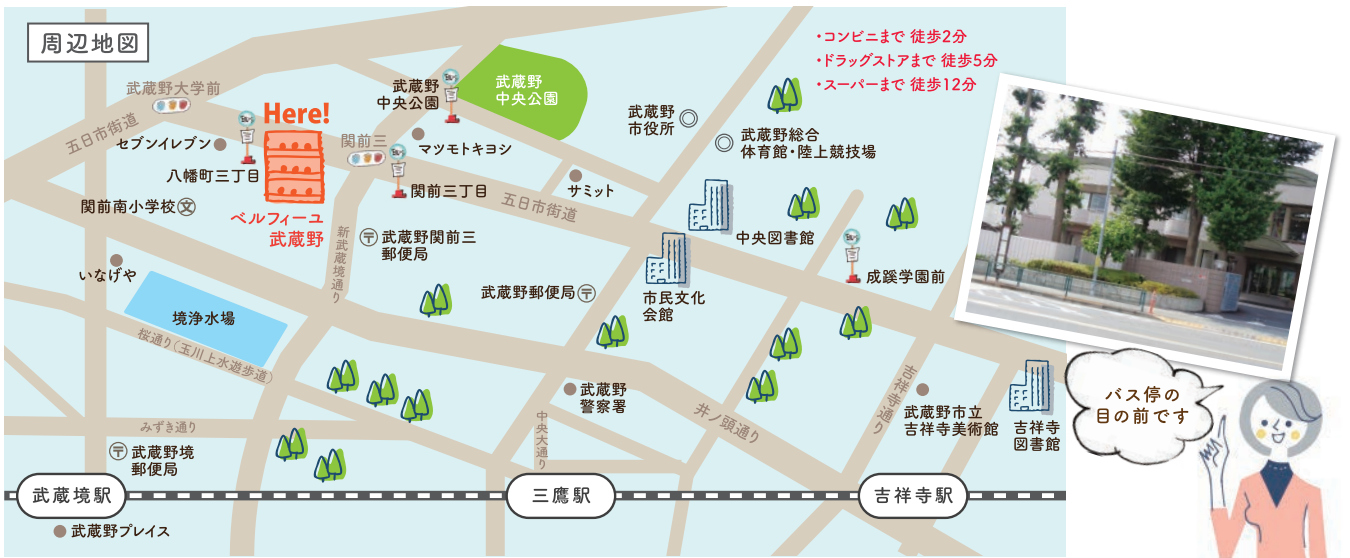 周辺地図
・コンビニまで 徒歩2分
・ドラッグストアまで 徒歩5分
・スーパーまで 徒歩12分
武蔵野大学前
五日市街道
セブンイレブン
八幡町三丁目
Here!
ベルフィーユ
武蔵野
関前南小学校
文
いなげや
境浄水場
桜通り(玉川上水遊歩道)
みずき通り
武蔵野境
郵便局
武蔵野
中央公園
武蔵野
中央公園
関前三
マツモトキヨシ
関前三丁目
サミット
五日市街道
新武蔵境通り
武蔵野関前三
郵便局
武蔵野郵便局
武蔵野
市役所
武蔵野総合
体育館・陸上競技場
中央図書館
市民文化
会館
成蹊学園前
武蔵野
警察署
中央大通り
井ノ頭通り
吉祥寺通り
武蔵野市立
吉祥寺美術館
吉祥寺
図書館
武蔵境駅
三鷹駅
吉祥寺駅
武蔵野プレイス
バス停の
目の前です